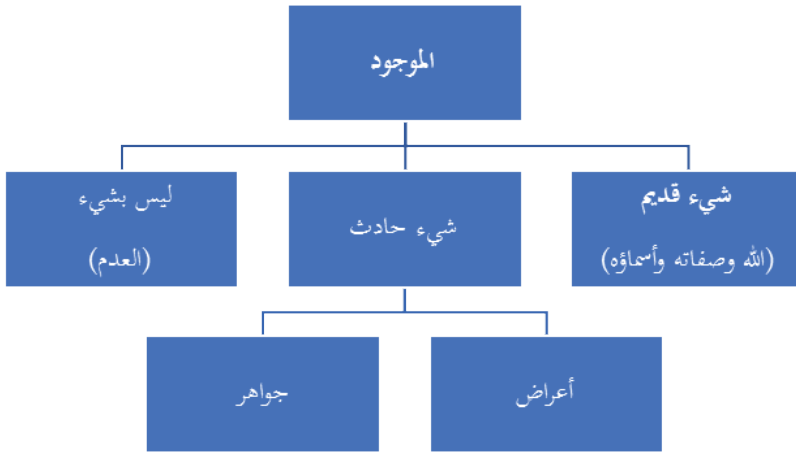 الموجود
شيء قديم
(الله وصفاته وأسماؤه)
شيء حادث
ليس بشيء
(العدم)
أعراض
جواهر